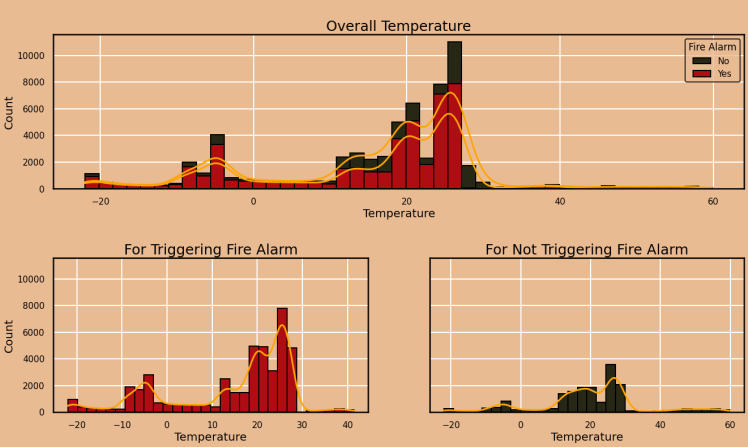 Overall Temperature
Count
10000
8000
6000
4000
2000
0
Fire Alarm
No
Yes
−20
0
20
40
60
Temperature
For Triggering Fire Alarm
Count
10000
8000
6000
4000
2000
0
−20
−10
0
10
20
30
40
Temperature
For Not Triggering Fire Alarm
−20
0
20
40
60
Temperature